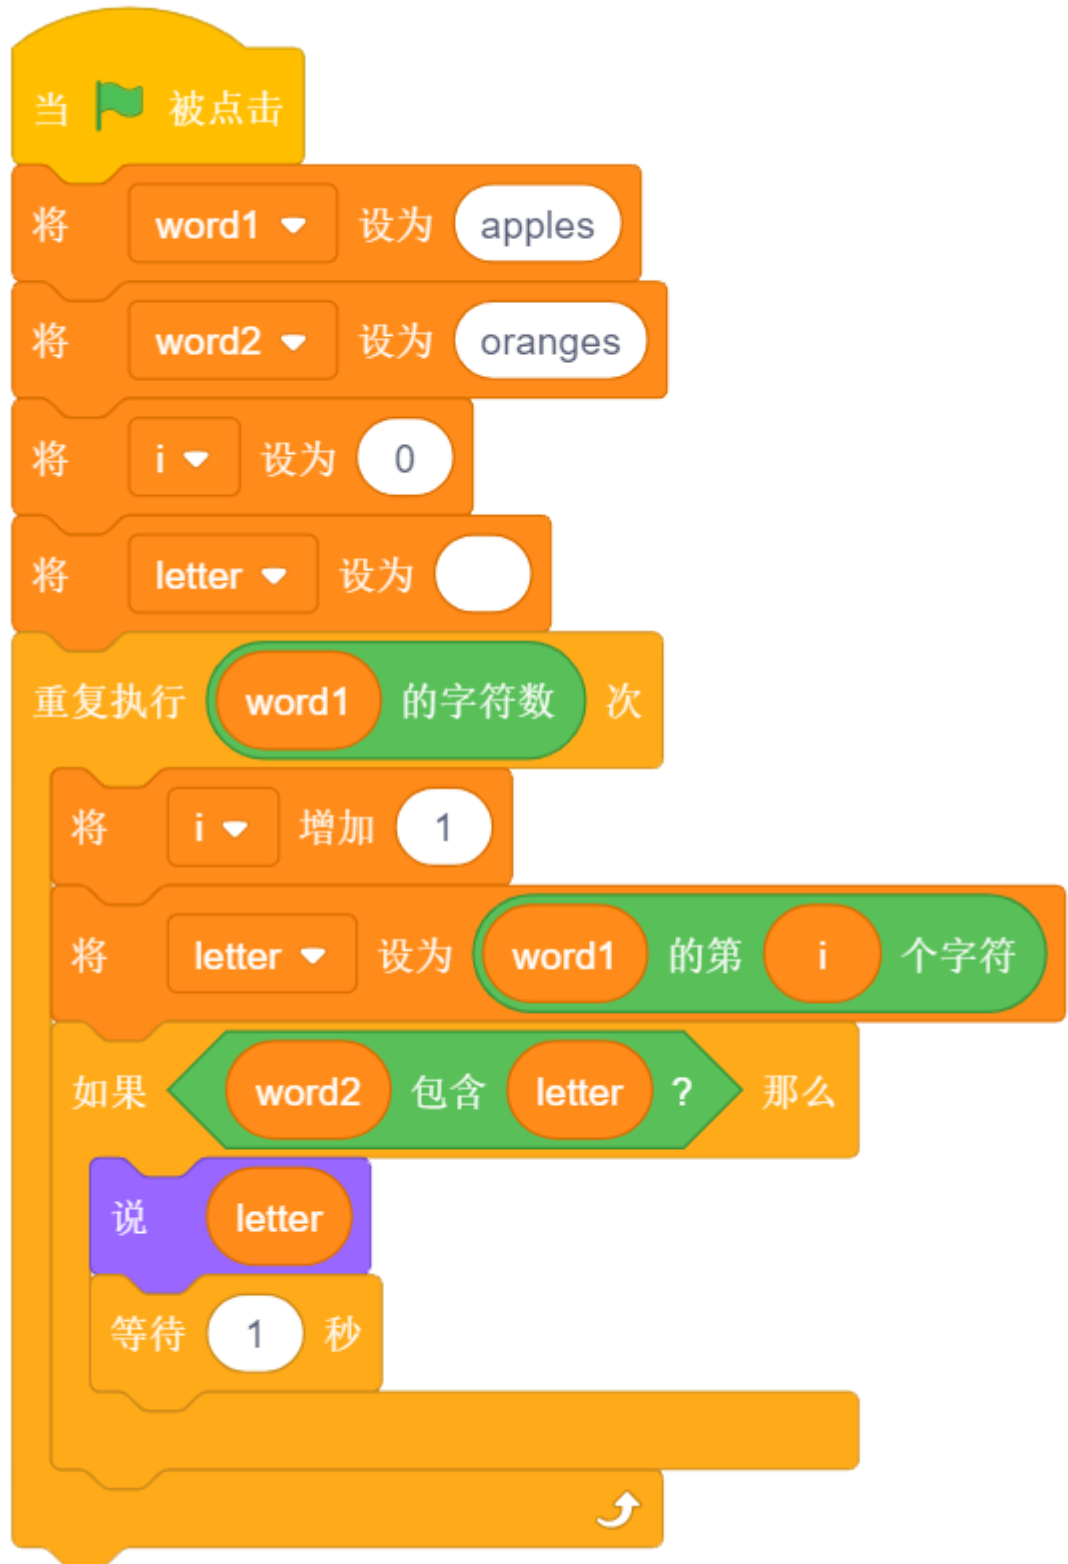 当 被点击
将 word1 设为 apples
将 word2 设为 oranges
将 i 设为 0
将 letter 设为
重复执行 word1 的字符数 次
将 i 增加 1
将 letter 设为 word1 的第 i 个字符
如果 word2 包含 letter ? 那么
说 letter
等待 1 秒